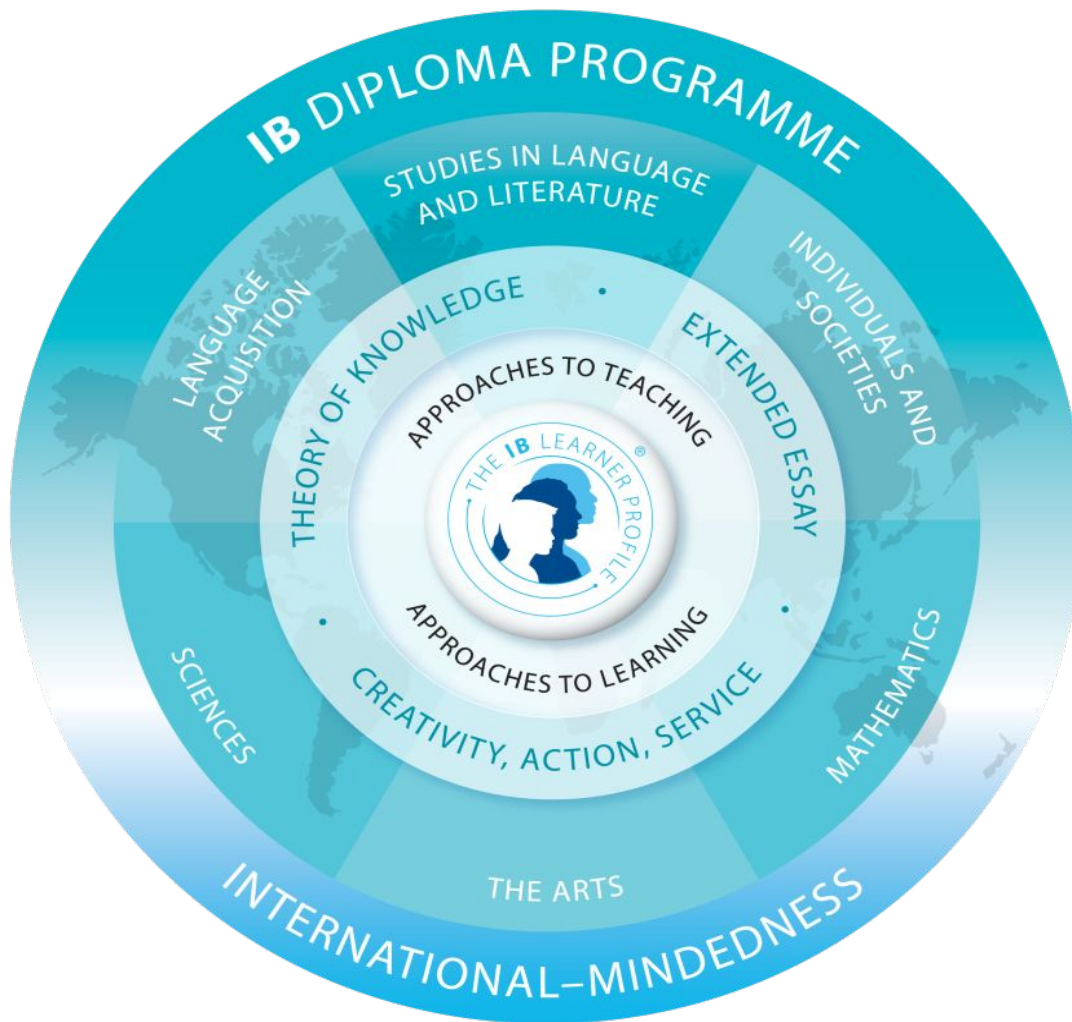 IB DIPLOMA PROGRAMME
STUDIES IN LANGUAGE
AND LITERATURE
LANGUAGE
ACQUISITION
INDIVIDUALS AND
SOCIETIES
THEORY OF KNOWLEDGE
EXTENDED ESSAY
APPROACHES TO TEACHING
THE IB LEARNER PROFILE®
APPROACHES TO LEARNING
CREATIVITY, ACTION, SERVICE
SCIENCES
MATHEMATICS
THE ARTS
INTERNATIONAL–MINDEDNESS